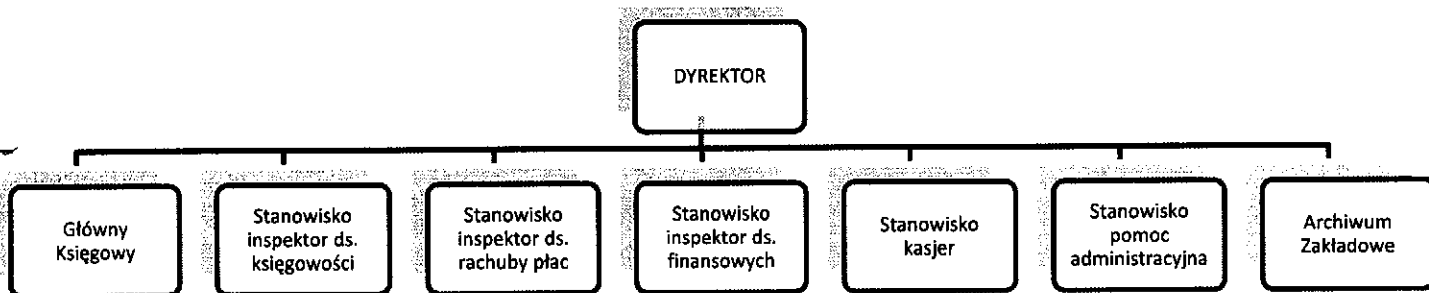 DYREKTOR
Główny
Księgowy
Stanowisko
inspektor ds.
księgowości
Stanowisko
inspektor ds.
rachuby płac
Stanowisko
inspektor ds.
finansowych
Stanowisko
kasjer
Stanowisko
pomoc
administracyjna
Archiwum
Zakładowe